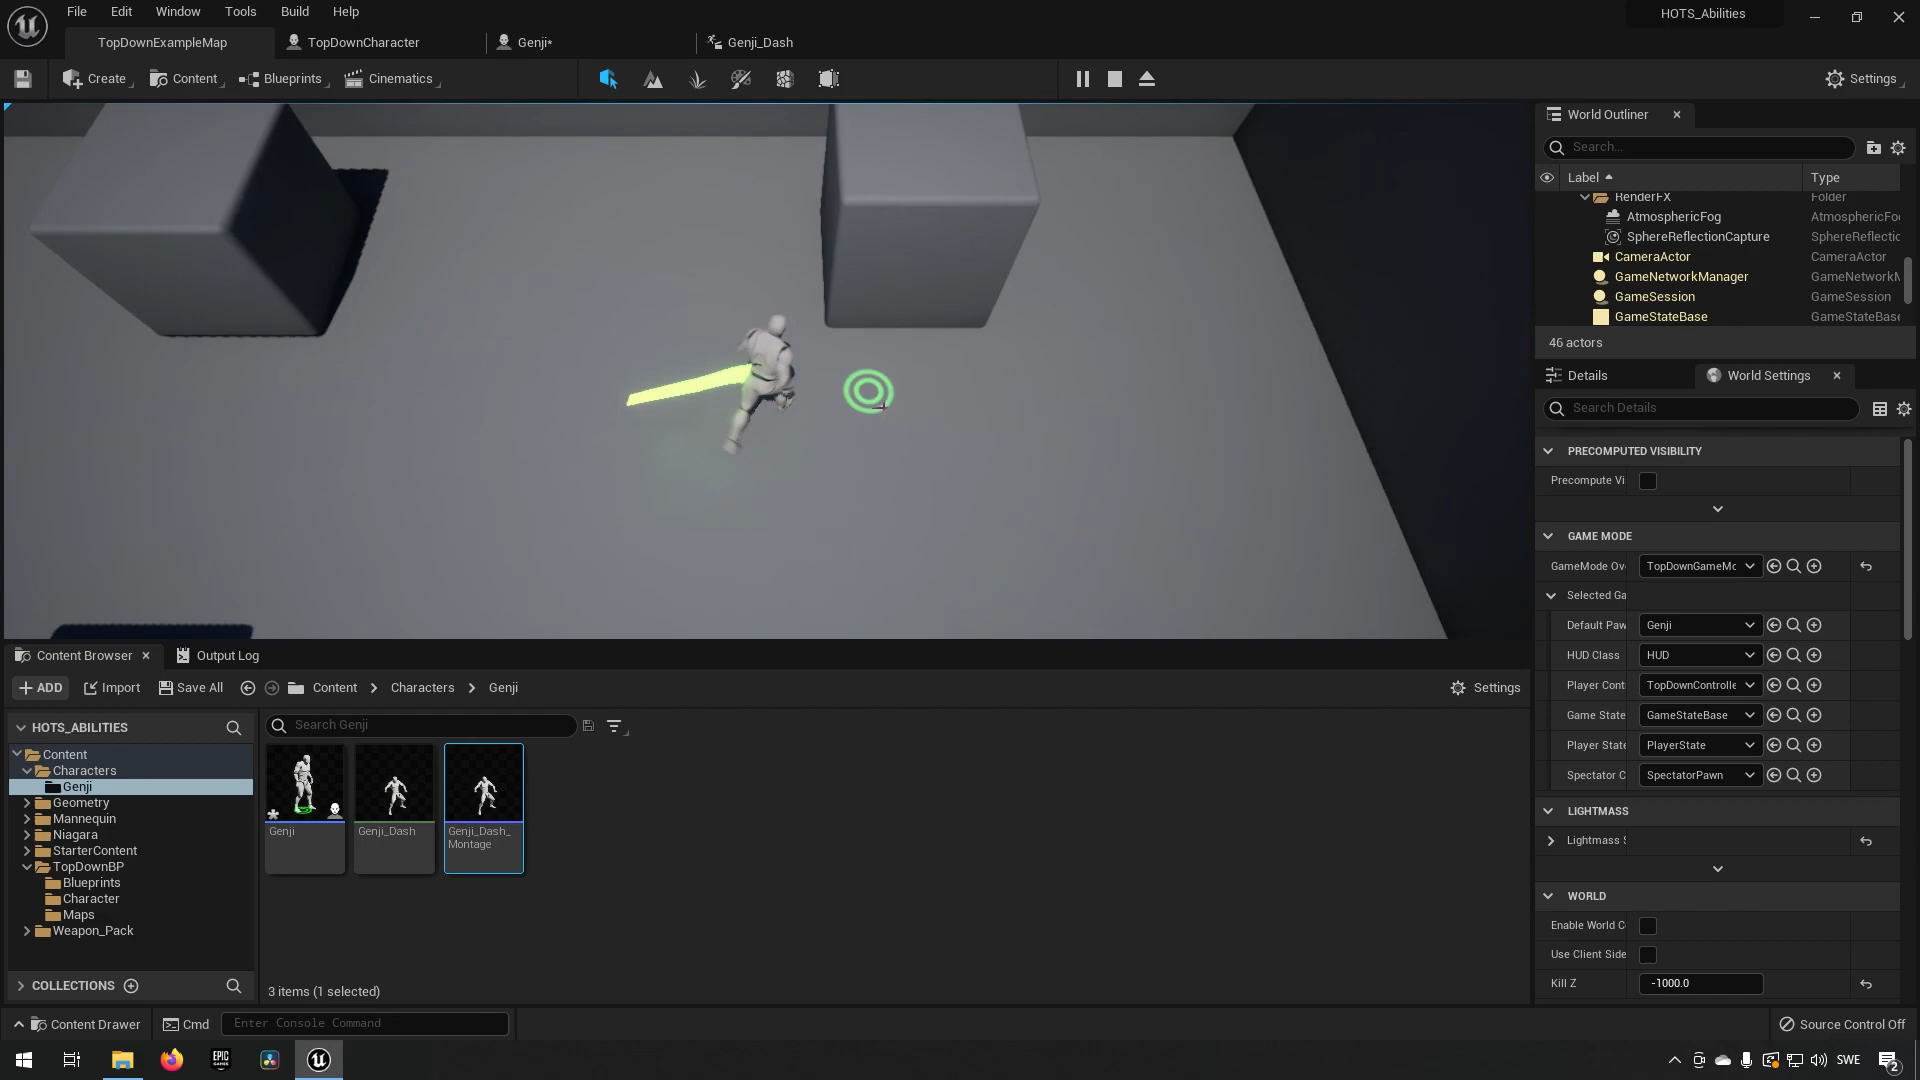 File Edit Window Tools Build Help
HOTS_Abilities
TopDownExampleMap TopDownCharacter Genji* Genji_Dash
Create Content Blueprints Cinematics Settings
World Outliner
Search...
Label Type
RenderFX Folder
AtmosphericFog AtmosphericFo
SphereReflectionCapture SphereReflectic
CameraActor CameraActor
GameNetworkManager GameNetworkM
GameSession GameSession
GameStateBase GameStateBase
46 actors
Details World Settings
Search Details
PRECOMPUTED VISIBILITY
Precompute Vi
GAME MODE
GameMode Ov TopDownGameMo
Selected Ga
Default Paw Genji
HUD Class HUD
Player Cont TopDownControlle
Game State GameStateBase
Player State PlayerState
Spectator C SpectatorPawn
LIGHTMASS
Lightmass S
WORLD
Enable World C
Use Client Side
Kill Z -1000.0
Content Browser Output Log
ADD Import Save All Content Characters Genji Settings
HOTS_ABILITIES
Search Genji
Content
Characters
Genji
Geometry
Mannequin
Niagara
StarterContent
TopDownBP
Blueprints
Character
Maps
Weapon_Pack
COLLECTIONS
Genji
Genji_Dash
Genji_Dash_
Montage
3 items (1 selected)
Content Drawer Cmd Enter Console Command Source Control Off
EPIC
GAMES
SWE
2